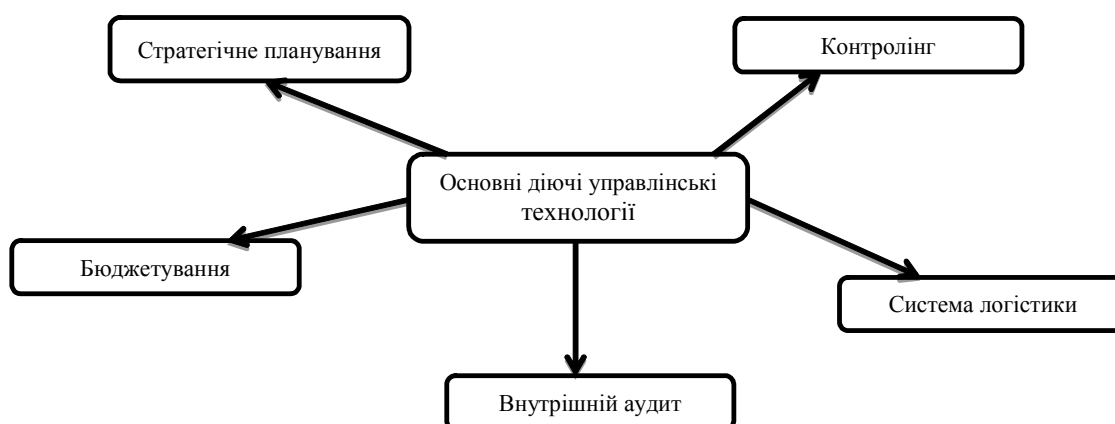 Стратегічне планування
Контролінг
Основні діючі управлінські
технології
Бюджетування
Система логістики
Внутрішній аудит